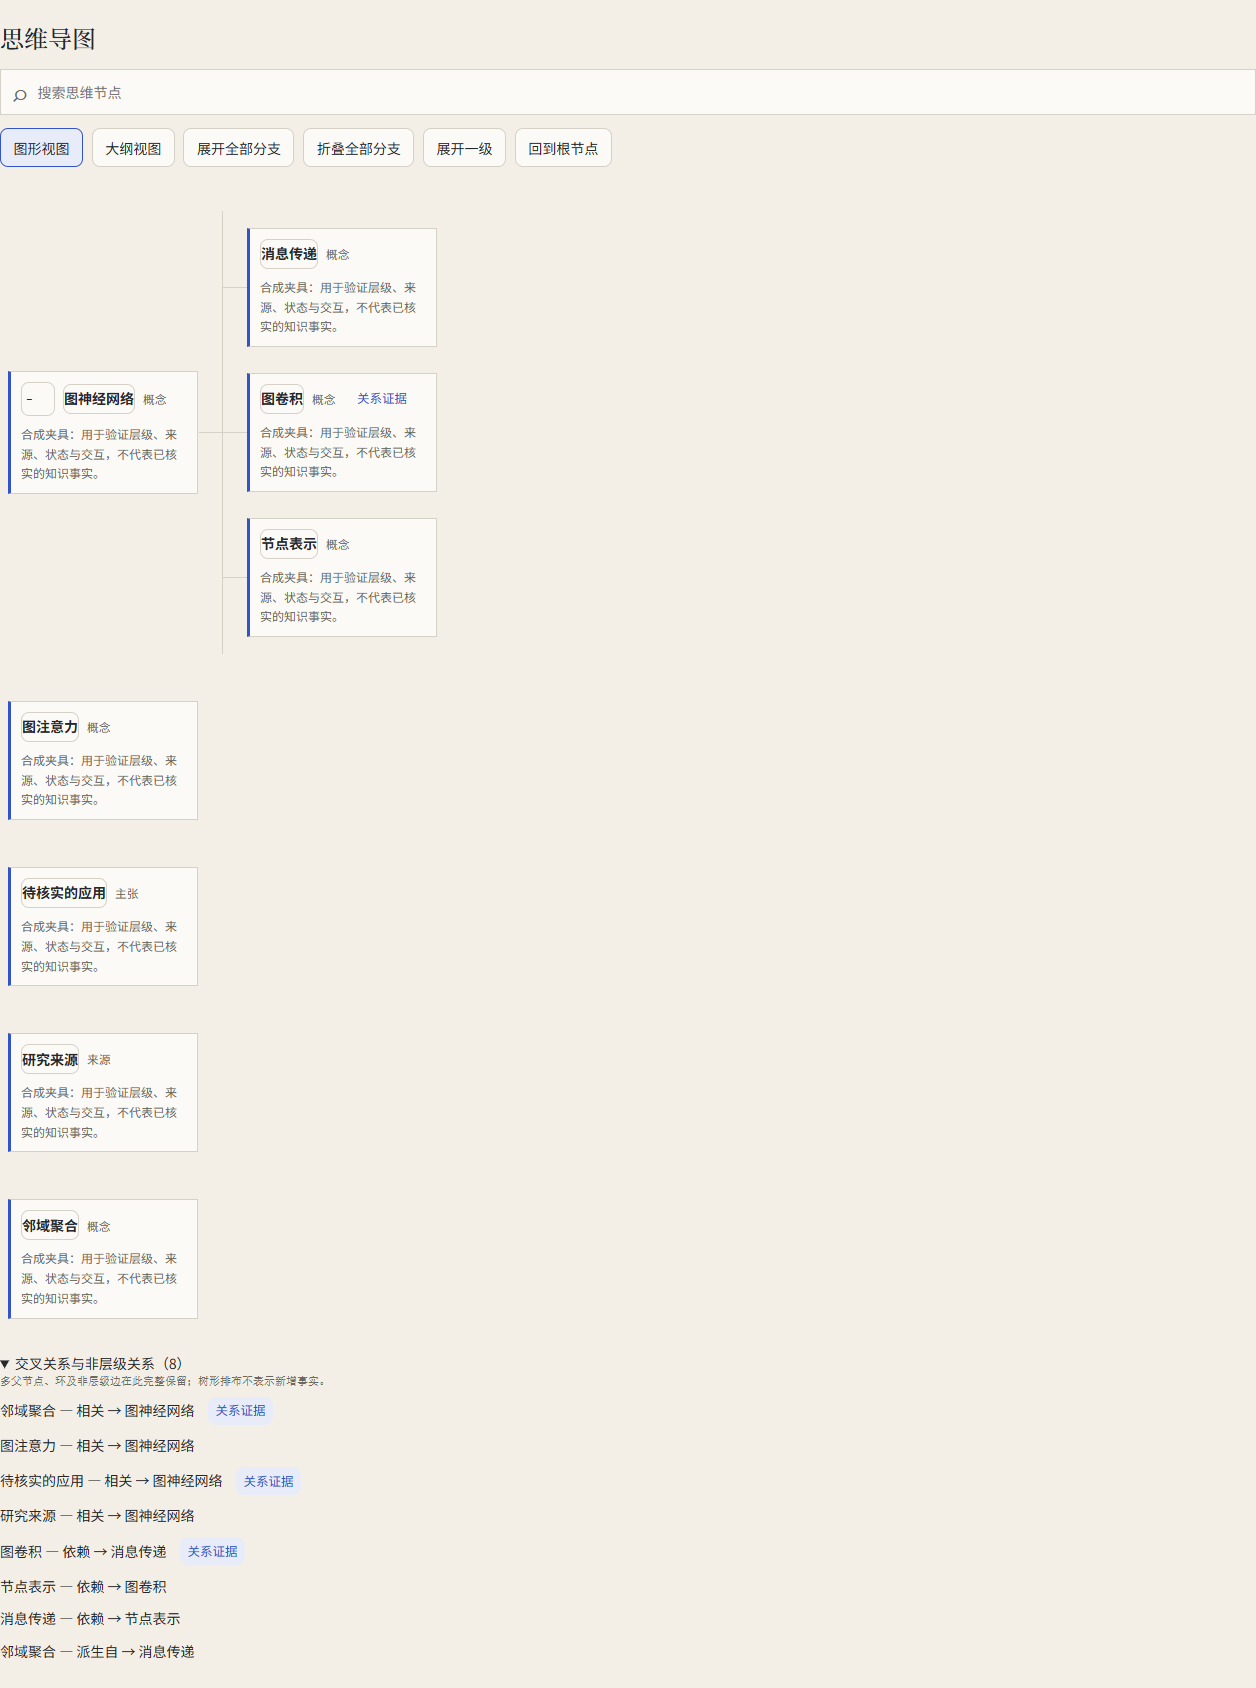 思维导图
搜索思维节点
图形视图 大纲视图 展开全部分支 折叠全部分支 展开一级 回到根节点
消息传递 概念
合成夹具：用于验证层级、来
源、状态与交互，不代表已核
实的知识事实。
- 图神经网络 概念
合成夹具：用于验证层级、来
源、状态与交互，不代表已核
实的知识事实。
图卷积 概念 关系证据
合成夹具：用于验证层级、来
源、状态与交互，不代表已核
实的知识事实。
节点表示 概念
合成夹具：用于验证层级、来
源、状态与交互，不代表已核
实的知识事实。
图注意力 概念
合成夹具：用于验证层级、来
源、状态与交互，不代表已核
实的知识事实。
待核实的应用 主张
合成夹具：用于验证层级、来
源、状态与交互，不代表已核
实的知识事实。
研究来源 来源
合成夹具：用于验证层级、来
源、状态与交互，不代表已核
实的知识事实。
邻域聚合 概念
合成夹具：用于验证层级、来
源、状态与交互，不代表已核
实的知识事实。
▼ 交叉关系与非层级关系（8）
多父节点、环及非层级边在此完整保留；树形排布不表示新增事实。
邻域聚合 — 相关 → 图神经网络 关系证据
图注意力 — 相关 → 图神经网络
待核实的应用 — 相关 → 图神经网络 关系证据
研究来源 — 相关 → 图神经网络
图卷积 — 依赖 → 消息传递 关系证据
节点表示 — 依赖 → 图卷积
消息传递 — 依赖 → 节点表示
邻域聚合 — 派生自 → 消息传递